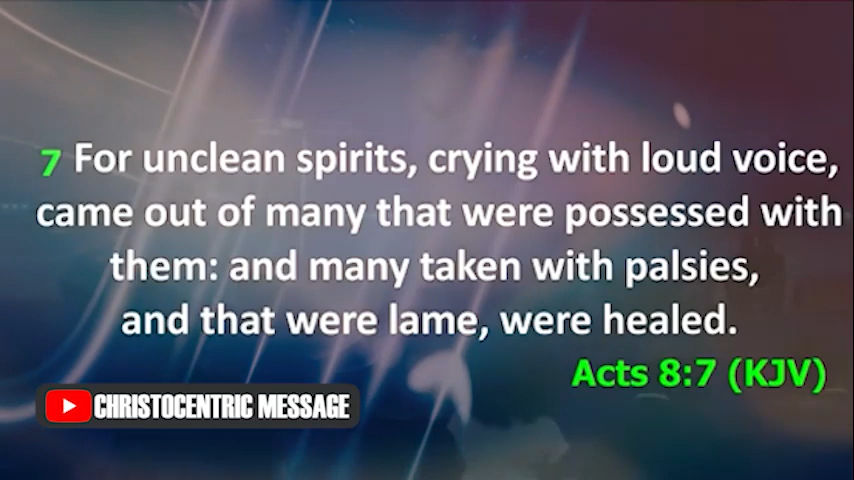 7 For unclean spirits, crying with loud voice,
came out of many that were possessed with
them: and many taken with palsies,
and that were lame, were healed.
Acts 8:7 (KJV)
CHRISTOCENTRIC MESSAGE